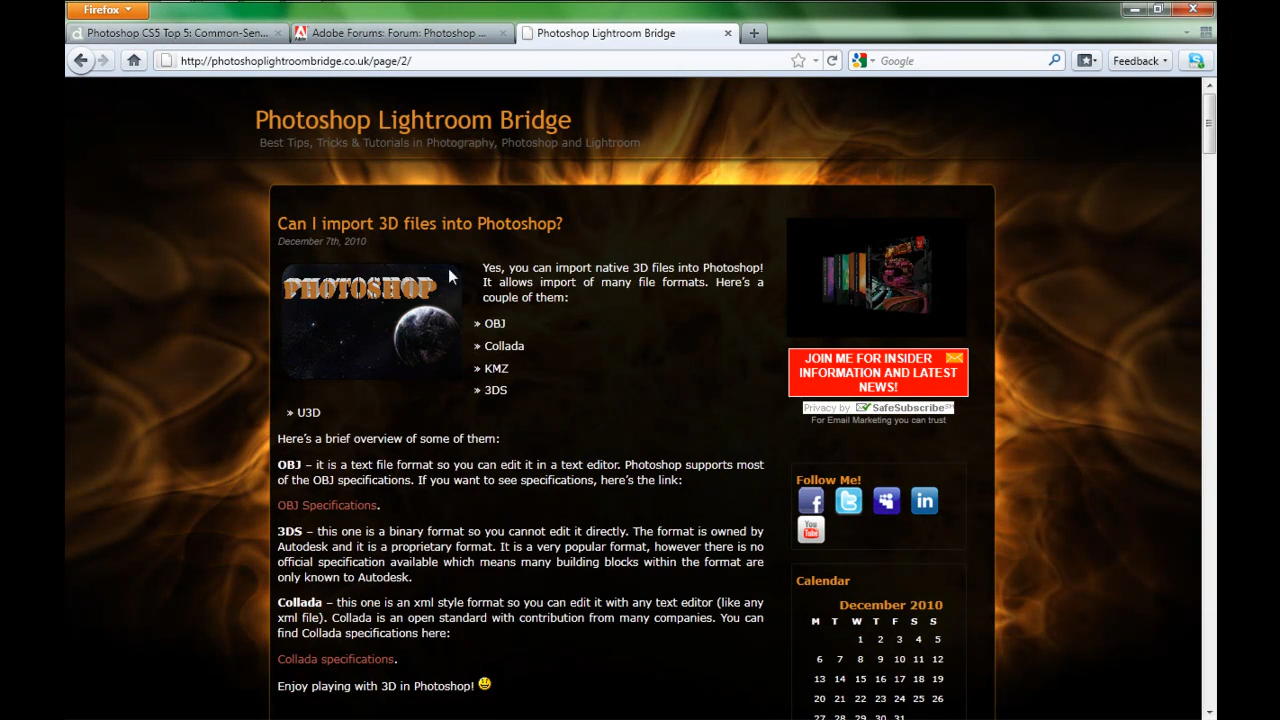 Firefox
Photoshop CS5 Top 5: Common-Sen...
Adobe Forums: Forum: Photoshop ...
Photoshop Lightroom Bridge
http://photoshoplightroombridge.co.uk/page/2/
Google
Feedback
Photoshop Lightroom Bridge
Best Tips, Tricks & Tutorials in Photography, Photoshop and Lightroom
Can I import 3D files into Photoshop?
December 7th, 2010
PHOTOSHOP
Yes, you can import native 3D files into Photoshop!
It allows import of many file formats. Here's a
couple of them:
» OBJ
» Collada
» KMZ
» 3DS
» U3D
Here's a brief overview of some of them:
OBJ – it is a text file format so you can edit it in a text editor. Photoshop supports most
of the OBJ specifications. If you want to see specifications, here's the link:
OBJ Specifications.
3DS – this one is a binary format so you cannot edit it directly. The format is owned by
Autodesk and it is a proprietary format. It is a very popular format, however there is no
official specification available which means many building blocks within the format are
only known to Autodesk.
Collada – this one is an xml style format so you can edit it with any text editor (like any
xml file). Collada is an open standard with contribution from many companies. You can
find Collada specifications here:
Collada specifications.
Enjoy playing with 3D in Photoshop!
JOIN ME FOR INSIDER
INFORMATION AND LATEST
NEWS!
Privacy by SafeSubscribe
For Email Marketing you can trust
Follow Me!
You
Tube
Calendar
December 2010
M T W T F S S
1 2 3 4 5
6 7 8 9 10 11 12
13 14 15 16 17 18 19
20 21 22 23 24 25 26
27 28 29 30 31